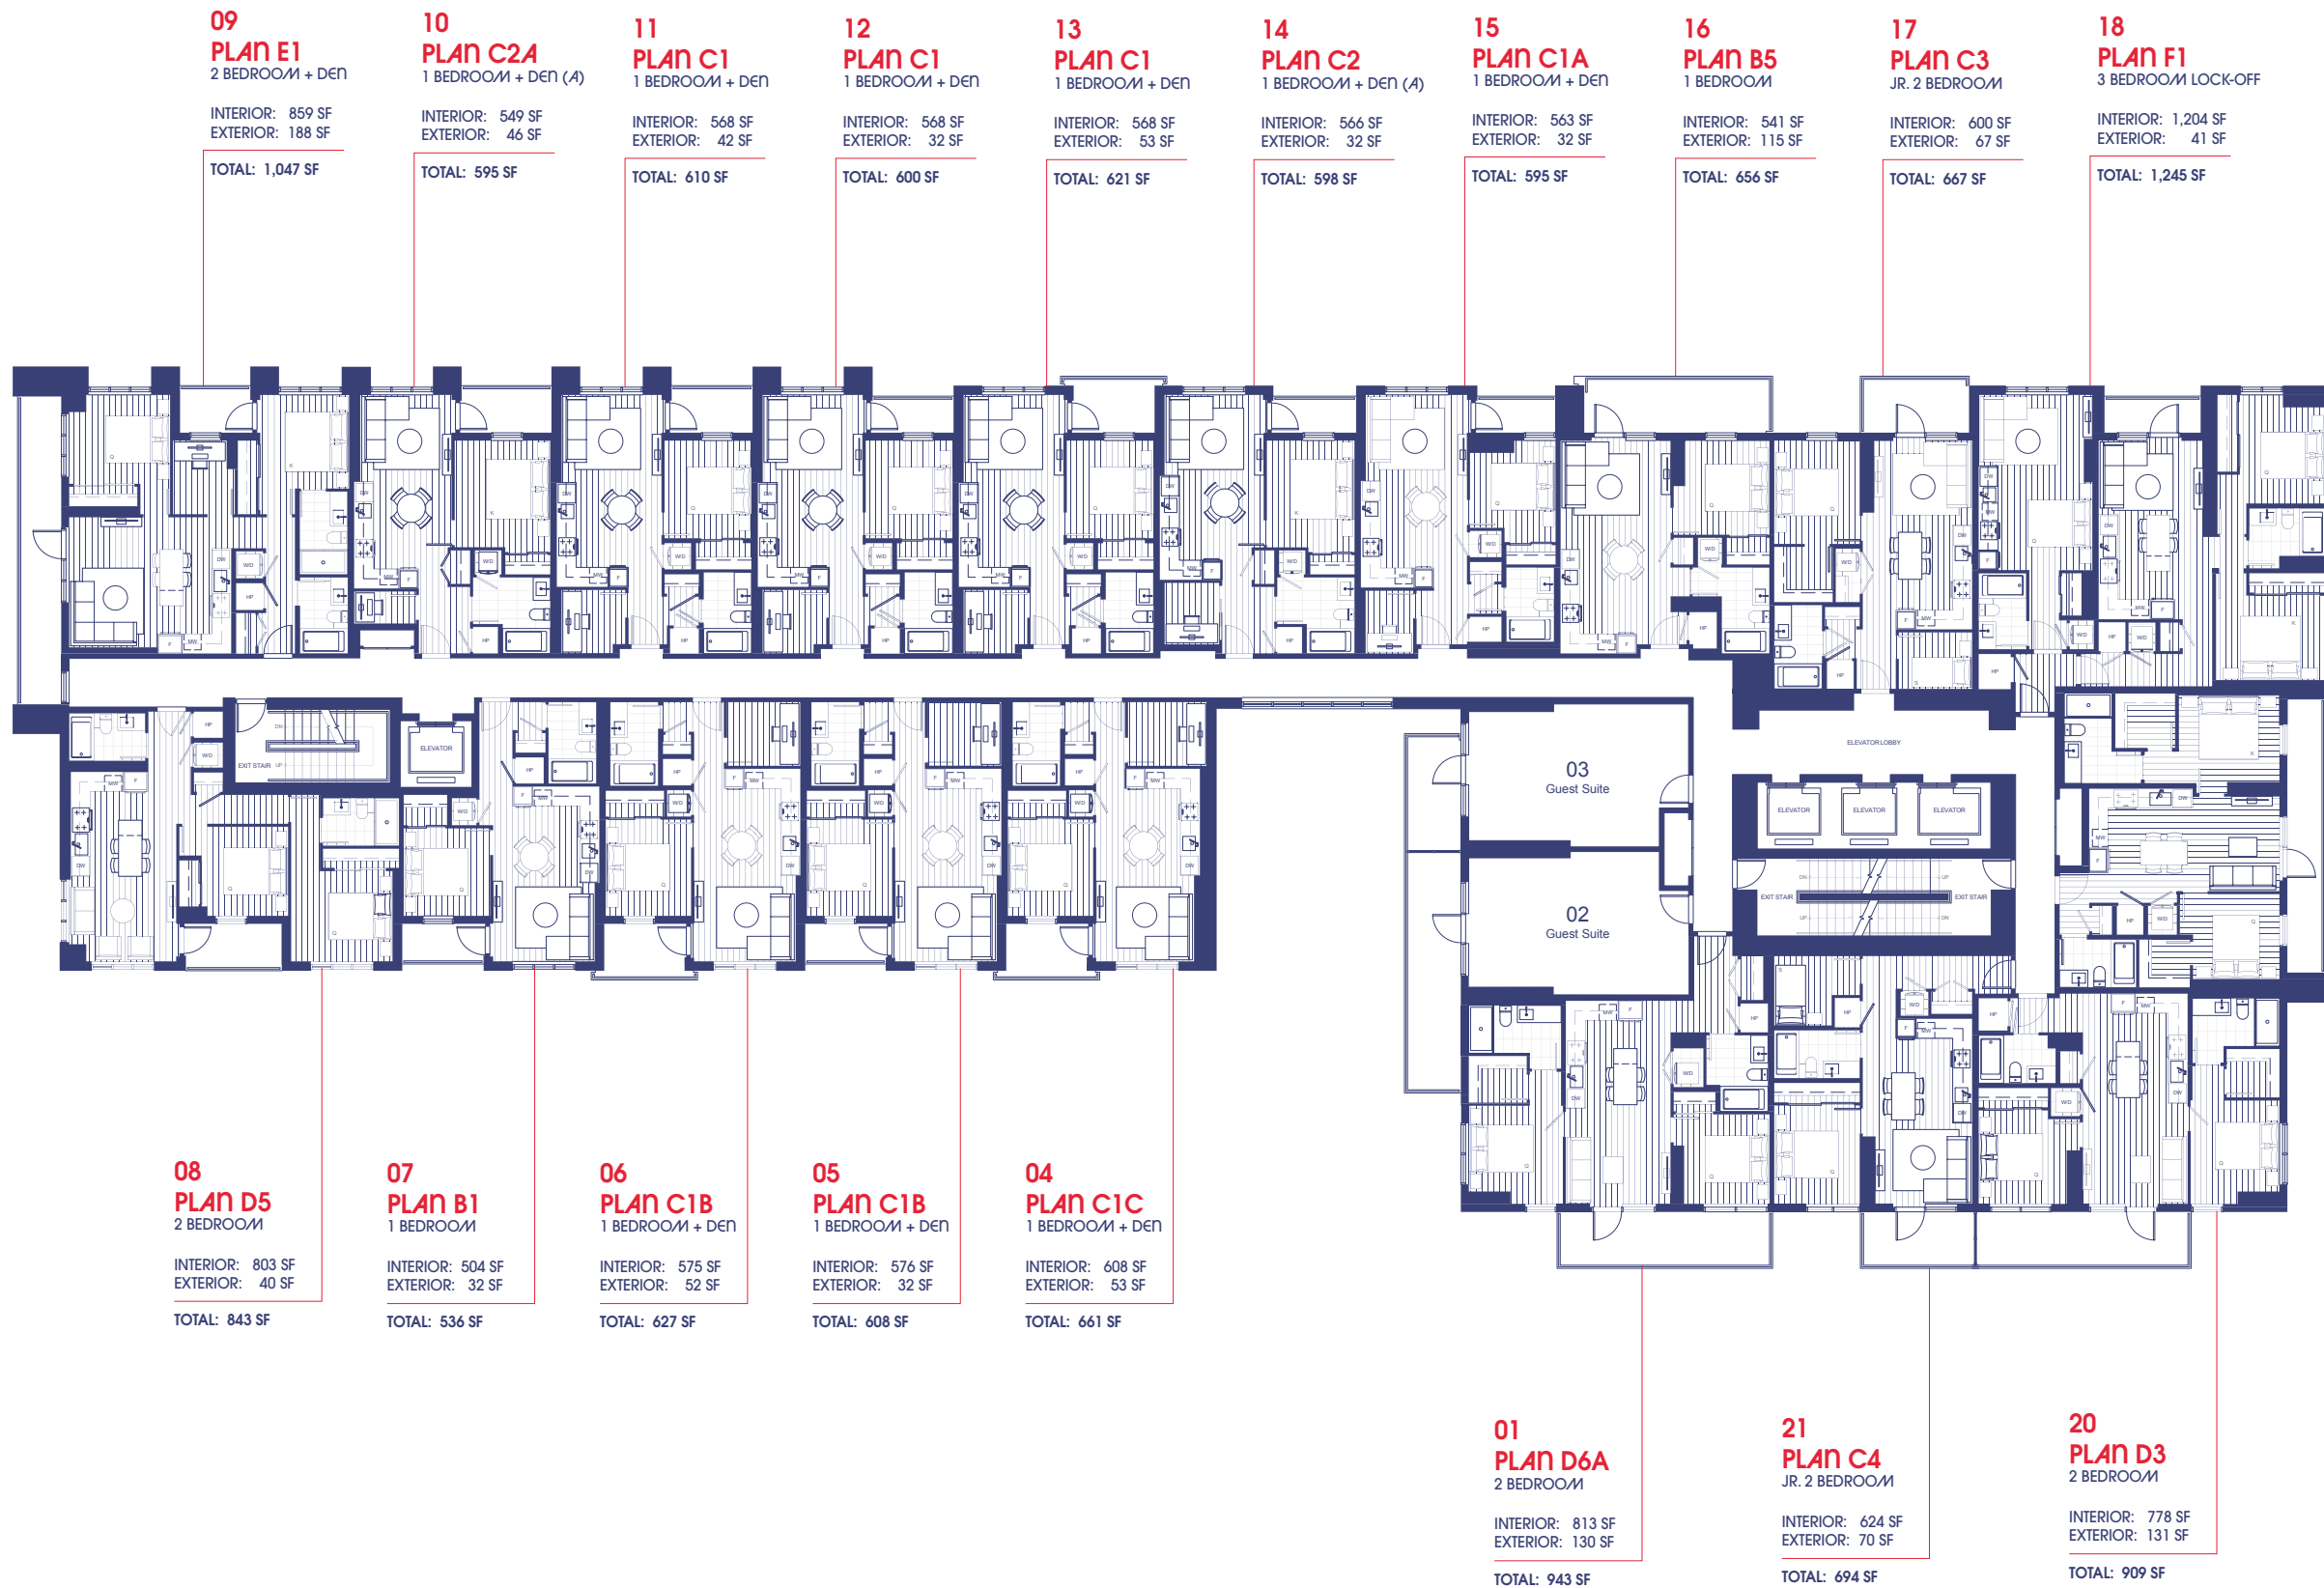 09
PLAN E1
2 BEDROOM + DEN
INTERIOR: 859 SF
EXTERIOR: 188 SF
TOTAL: 1,047 SF
10
PLAN C2A
1 BEDROOM + DEN (A)
INTERIOR: 549 SF
EXTERIOR: 46 SF
TOTAL: 595 SF
11
PLAN C1
1 BEDROOM + DEN
INTERIOR: 568 SF
EXTERIOR: 42 SF
TOTAL: 610 SF
12
PLAN C1
1 BEDROOM + DEN
INTERIOR: 568 SF
EXTERIOR: 32 SF
TOTAL: 600 SF
13
PLAN C1
1 BEDROOM + DEN
INTERIOR: 568 SF
EXTERIOR: 53 SF
TOTAL: 621 SF
14
PLAN C2
1 BEDROOM + DEN (A)
INTERIOR: 566 SF
EXTERIOR: 32 SF
TOTAL: 598 SF
15
PLAN C1A
1 BEDROOM + DEN
INTERIOR: 563 SF
EXTERIOR: 32 SF
TOTAL: 595 SF
16
PLAN B5
1 BEDROOM
INTERIOR: 541 SF
EXTERIOR: 115 SF
TOTAL: 656 SF
17
PLAN C3
JR. 2 BEDROOM
INTERIOR: 600 SF
EXTERIOR: 67 SF
TOTAL: 667 SF
18
PLAN F1
3 BEDROOM LOCK-OFF
INTERIOR: 1,204 SF
EXTERIOR: 41 SF
TOTAL: 1,245 SF
EXIT STAIR
DN
UP
ELEVATOR
03
Guest Suite
02
Guest Suite
ELEVATOR LOBBY
ELEVATOR
ELEVATOR
ELEVATOR
DN
UP
EXIT STAIR
EXIT STAIR
UP
DN
08
PLAN D5
2 BEDROOM
INTERIOR: 803 SF
EXTERIOR: 40 SF
TOTAL: 843 SF
07
PLAN B1
1 BEDROOM
INTERIOR: 504 SF
EXTERIOR: 32 SF
TOTAL: 536 SF
06
PLAN C1B
1 BEDROOM + DEN
INTERIOR: 575 SF
EXTERIOR: 52 SF
TOTAL: 627 SF
05
PLAN C1B
1 BEDROOM + DEN
INTERIOR: 576 SF
EXTERIOR: 32 SF
TOTAL: 608 SF
04
PLAN C1C
1 BEDROOM + DEN
INTERIOR: 608 SF
EXTERIOR: 53 SF
TOTAL: 661 SF
01
PLAN D6A
2 BEDROOM
INTERIOR: 813 SF
EXTERIOR: 130 SF
TOTAL: 943 SF
21
PLAN C4
JR. 2 BEDROOM
INTERIOR: 624 SF
EXTERIOR: 70 SF
TOTAL: 694 SF
20
PLAN D3
2 BEDROOM
INTERIOR: 778 SF
EXTERIOR: 131 SF
TOTAL: 909 SF